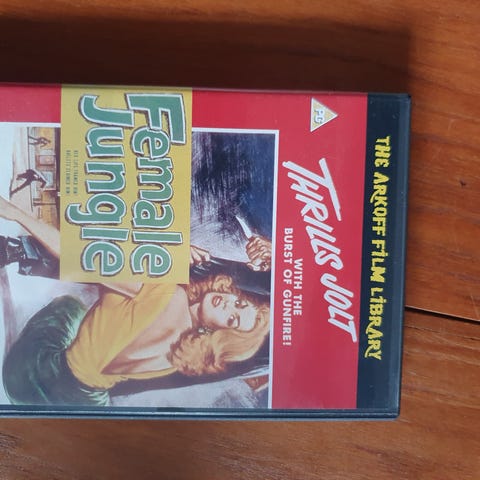 THE ARKOFF FILM LIBRARY
PG
THRILLS JOLT
WITH THE
BURST OF GUNFIRE!
Female
Jungle